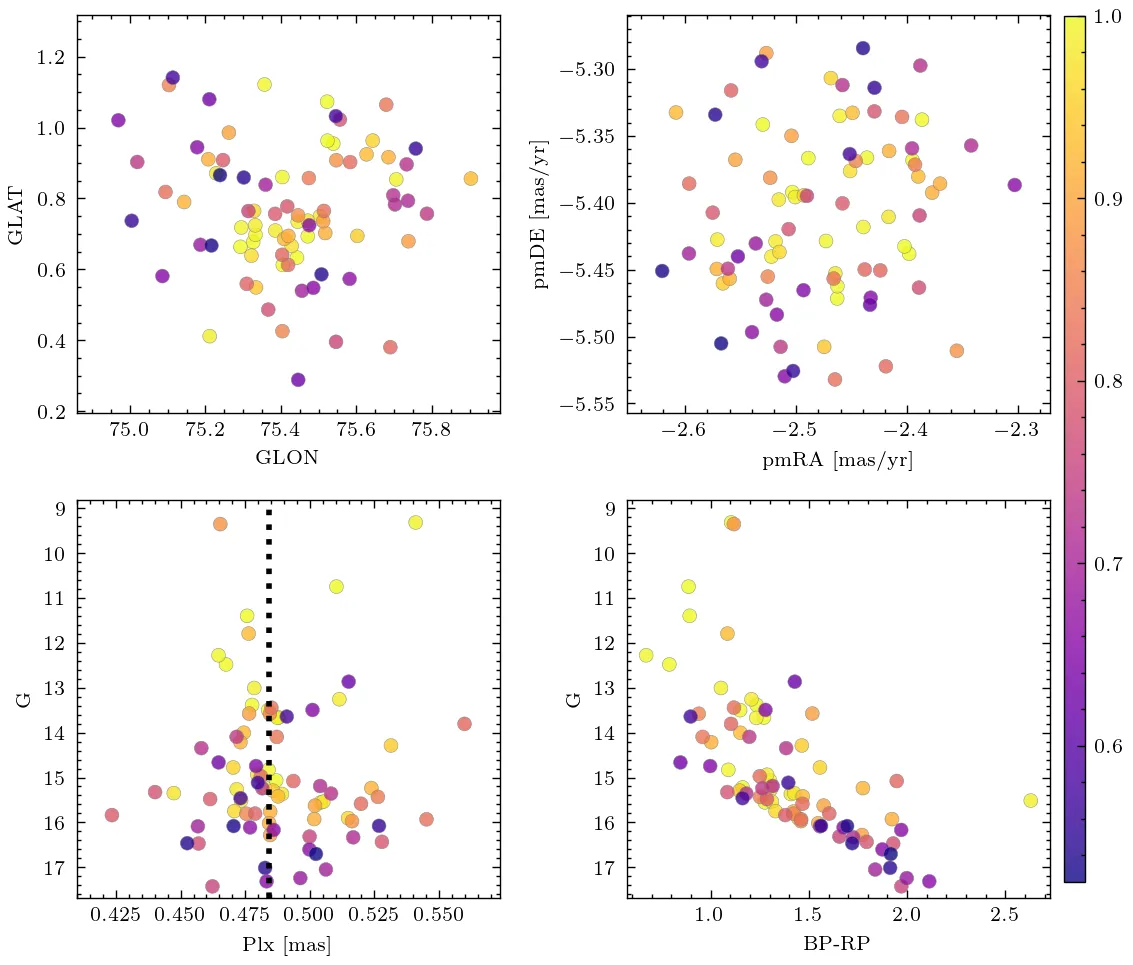 1.2
1.0
0.8
0.6
0.4
0.2
GLAT
75.0 75.2 75.4 75.6 75.8
GLON
−5.30
−5.35
−5.40
−5.45
−5.50
−5.55
pmDE [mas/yr]
−2.6 −2.5 −2.4 −2.3
pmRA [mas/yr]
1.0
0.9
0.8
0.7
0.6
9
10
11
12
13
14
15
16
17
G
0.425 0.450 0.475 0.500 0.525 0.550
Plx [mas]
9
10
11
12
13
14
15
16
17
G
1.0 1.5 2.0 2.5
BP-RP